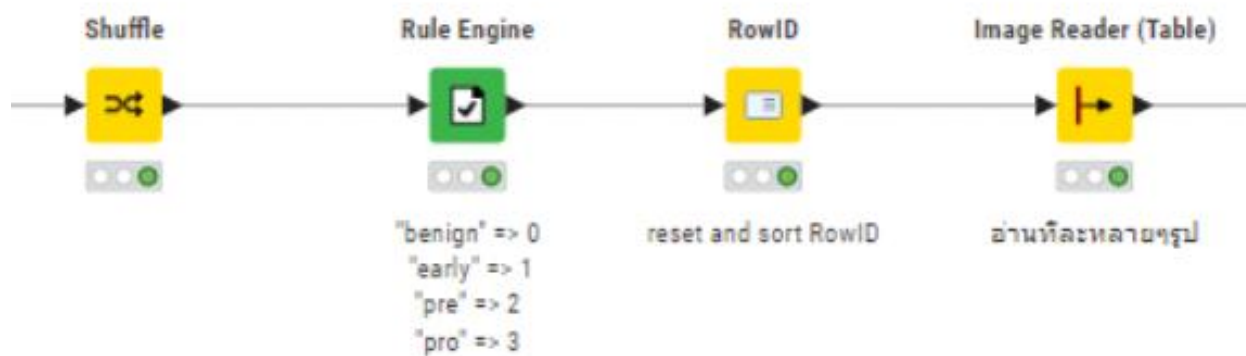 Shuffle
Rule Engine
RowID
Image Reader (Table)
"benign" => 0
"early" => 1
"pre" => 2
"pro" => 3
reset and sort RowID
อ่านทีละหลายๆรูป